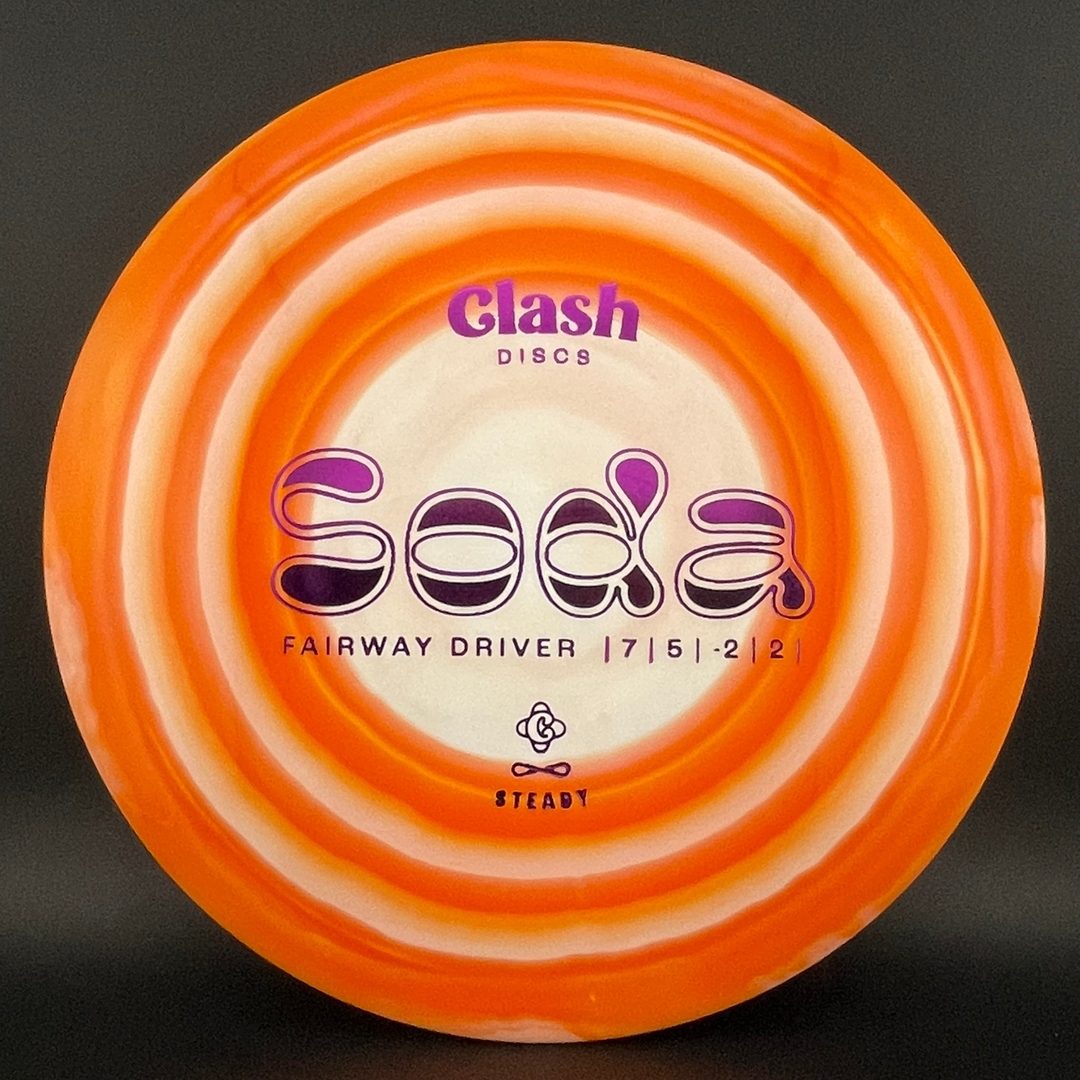 Clash
DISCS
Soda
FAIRWAY DRIVER |7|5|-2|2|
C
STEADY